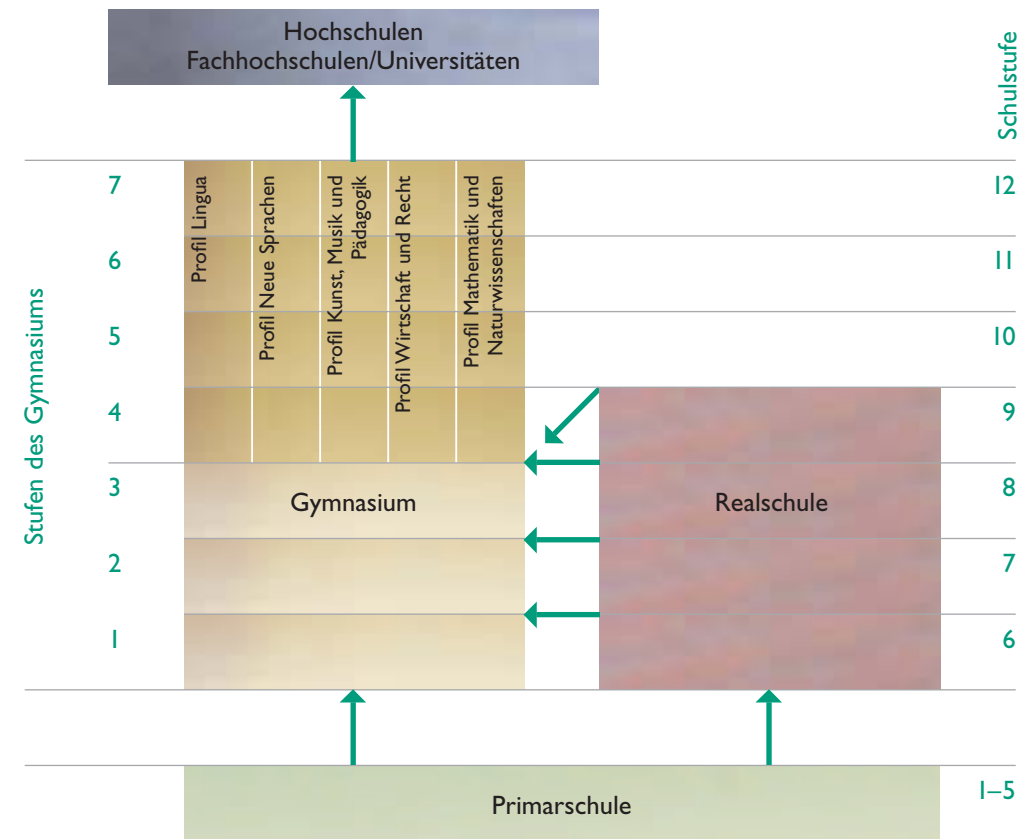 Hochschulen
Fachhochschulen/Universitäten
Schulstufe
Stufen des Gymnasiums
7
Profil Lingua
Profil Neue Sprachen
Profil Kunst, Musik und
Pädagogik
Profil Wirtschaft und Recht
Profil Mathematik und
Naturwissenschaften
12
6
11
5
10
4
9
3
Gymnasium
Realschule
8
2
7
1
6
Primarschule
1–5